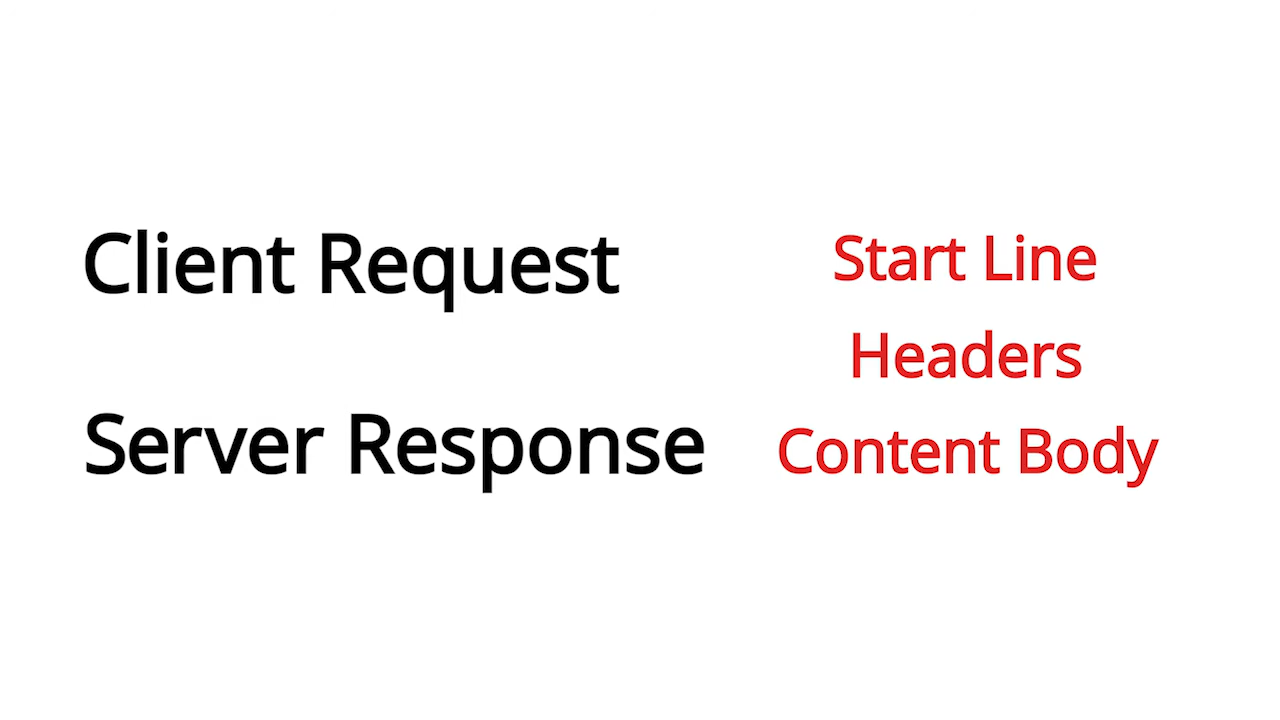 Client Request
Server Response
Start Line
Headers
Content Body